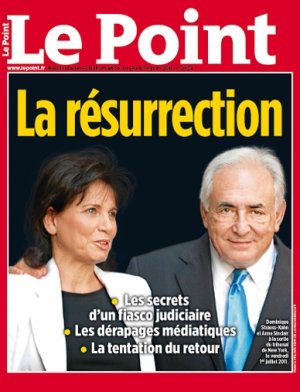 Le Point
Le Point
www.lepoint.fr
La résurrection
Les secrets
d'un fiasco judiciaire
Les dérapages médiatiques
La tentation du retour
Dominique
Strauss-Kahn
et Anne Sinclair
à la sortie
du tribunal
de New York,
le vendredi
1er juillet 2011.